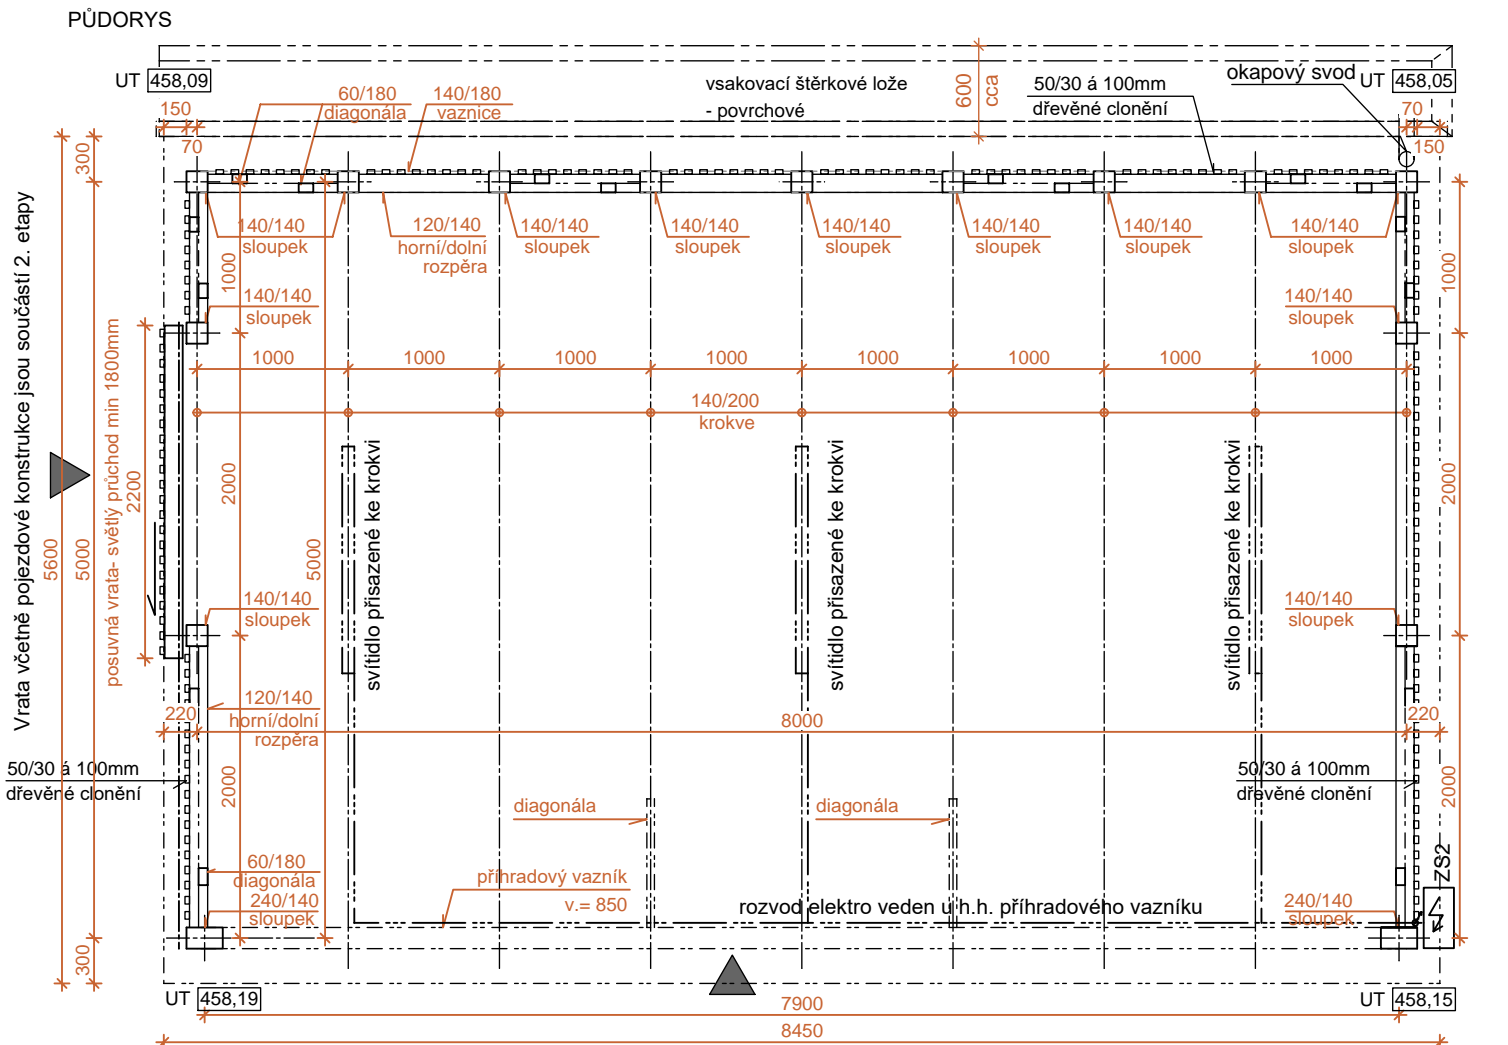 PŮDORYS
UT 458,09
150
70
60/180
diagonála
140/180
vaznice
vsakovací štěrkové lože
- povrchové
600
cca
50/30 á 100mm
dřevěné clonění
okapový svod
UT 458,05
70
150
300
140/140
sloupek
120/140
horní/dolní
rozpěra
140/140
sloupek
140/140
sloupek
140/140
sloupek
140/140
sloupek
140/140
sloupek
140/140
sloupek
1000
1000
140/140
sloupek
140/140
sloupek
1000
1000
1000
1000
1000
1000
1000
1000
140/200
krokve
Vrata včetně pojezdové konstrukce jsou součástí 2. etapy
5600
5000
posuvná vrata- světlý průchod min 1800mm
2200
2000
5000
svítidlo přisazené ke krokvi
svítidlo přisazené ke krokvi
svítidlo přisazené ke krokvi
2000
140/140
sloupek
140/140
sloupek
120/140
horní/dolní
rozpěra
220
8000
220
50/30 á 100mm
dřevěné clonění
50/30 á 100mm
dřevěné clonění
2000
2000
diagonála
diagonála
60/180
diagonála
240/140
sloupek
příhradový vazník
v.= 850
rozvod elektro veden u h.h. příhradového vazníku
240/140
sloupek
ZS2
300
UT 458,19
UT 458,15
7900
8450